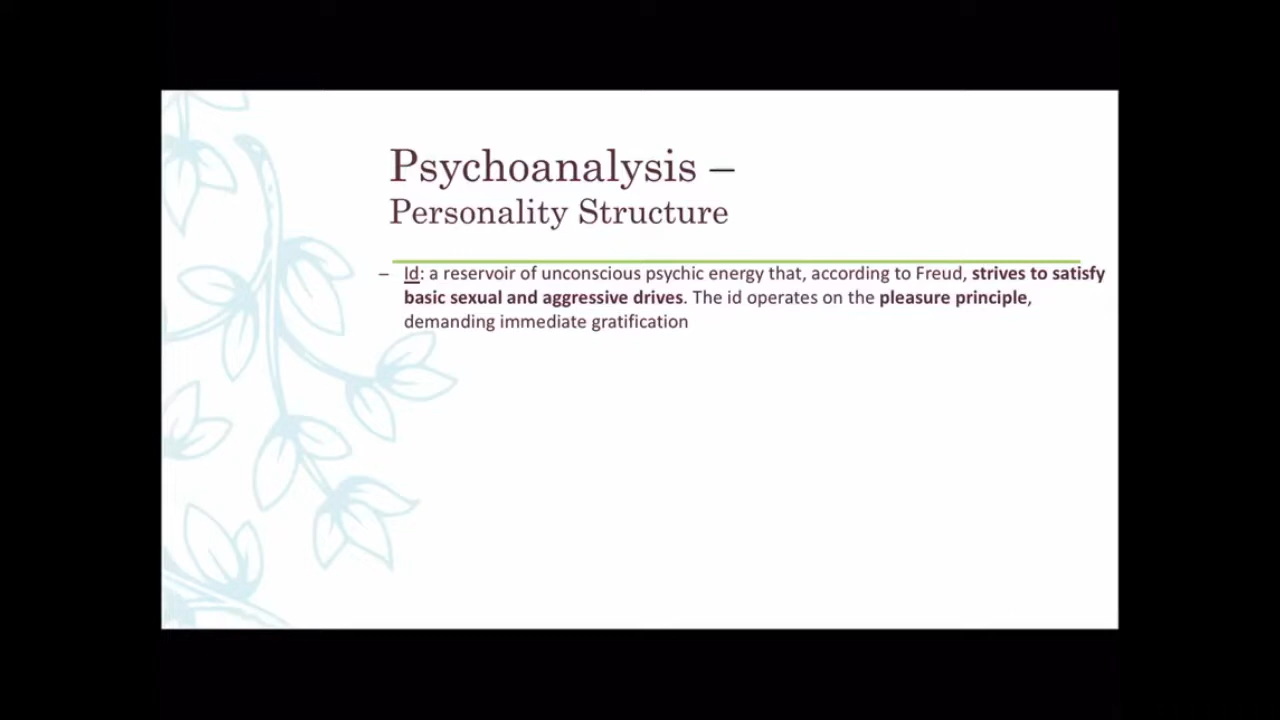 Psychoanalysis –
Personality Structure
– Id: a reservoir of unconscious psychic energy that, according to Freud, strives to satisfy
basic sexual and aggressive drives. The id operates on the pleasure principle,
demanding immediate gratification